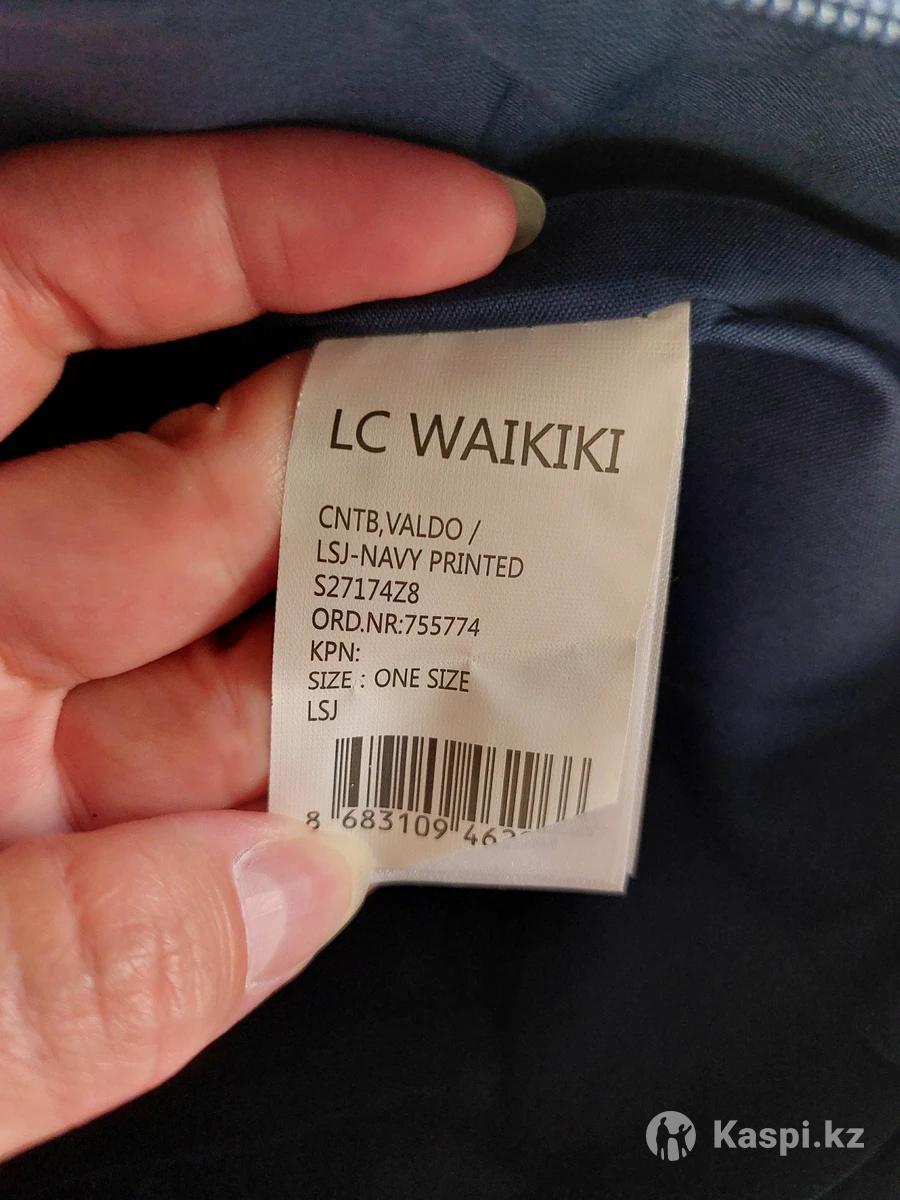 LC WAIKIKI
CNTB,VALDO /
LSJ-NAVY PRINTED
S27174Z8
ORD.NR:755774
KPN:
SIZE : ONE SIZE
LSJ
8 683109
Kaspi.kz